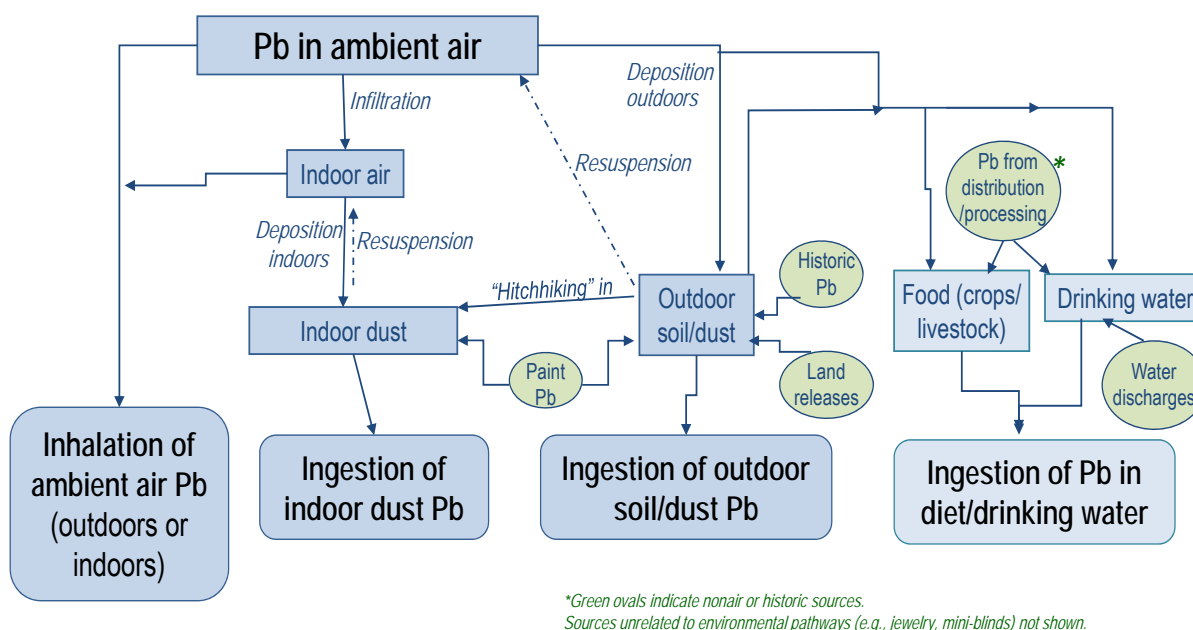 Pb in ambient air
Infiltration
Deposition
outdoors
Resuspension
Indoor air
Deposition
indoors
Resuspension
Pb from
distribution
/processing
*
"Hitchhiking" in
Historic
Pb
Outdoor
soil/dust
Food (crops/
livestock)
Drinking water
Indoor dust
Paint
Pb
Land
releases
Water
discharges
Inhalation of
ambient air Pb
(outdoors or
indoors)
Ingestion of
indoor dust Pb
Ingestion of outdoor
soil/dust Pb
Ingestion of Pb in
diet/drinking water
*Green ovals indicate nonair or historic sources.
Sources unrelated to environmental pathways (e.g., jewelry, mini-blinds) not shown.